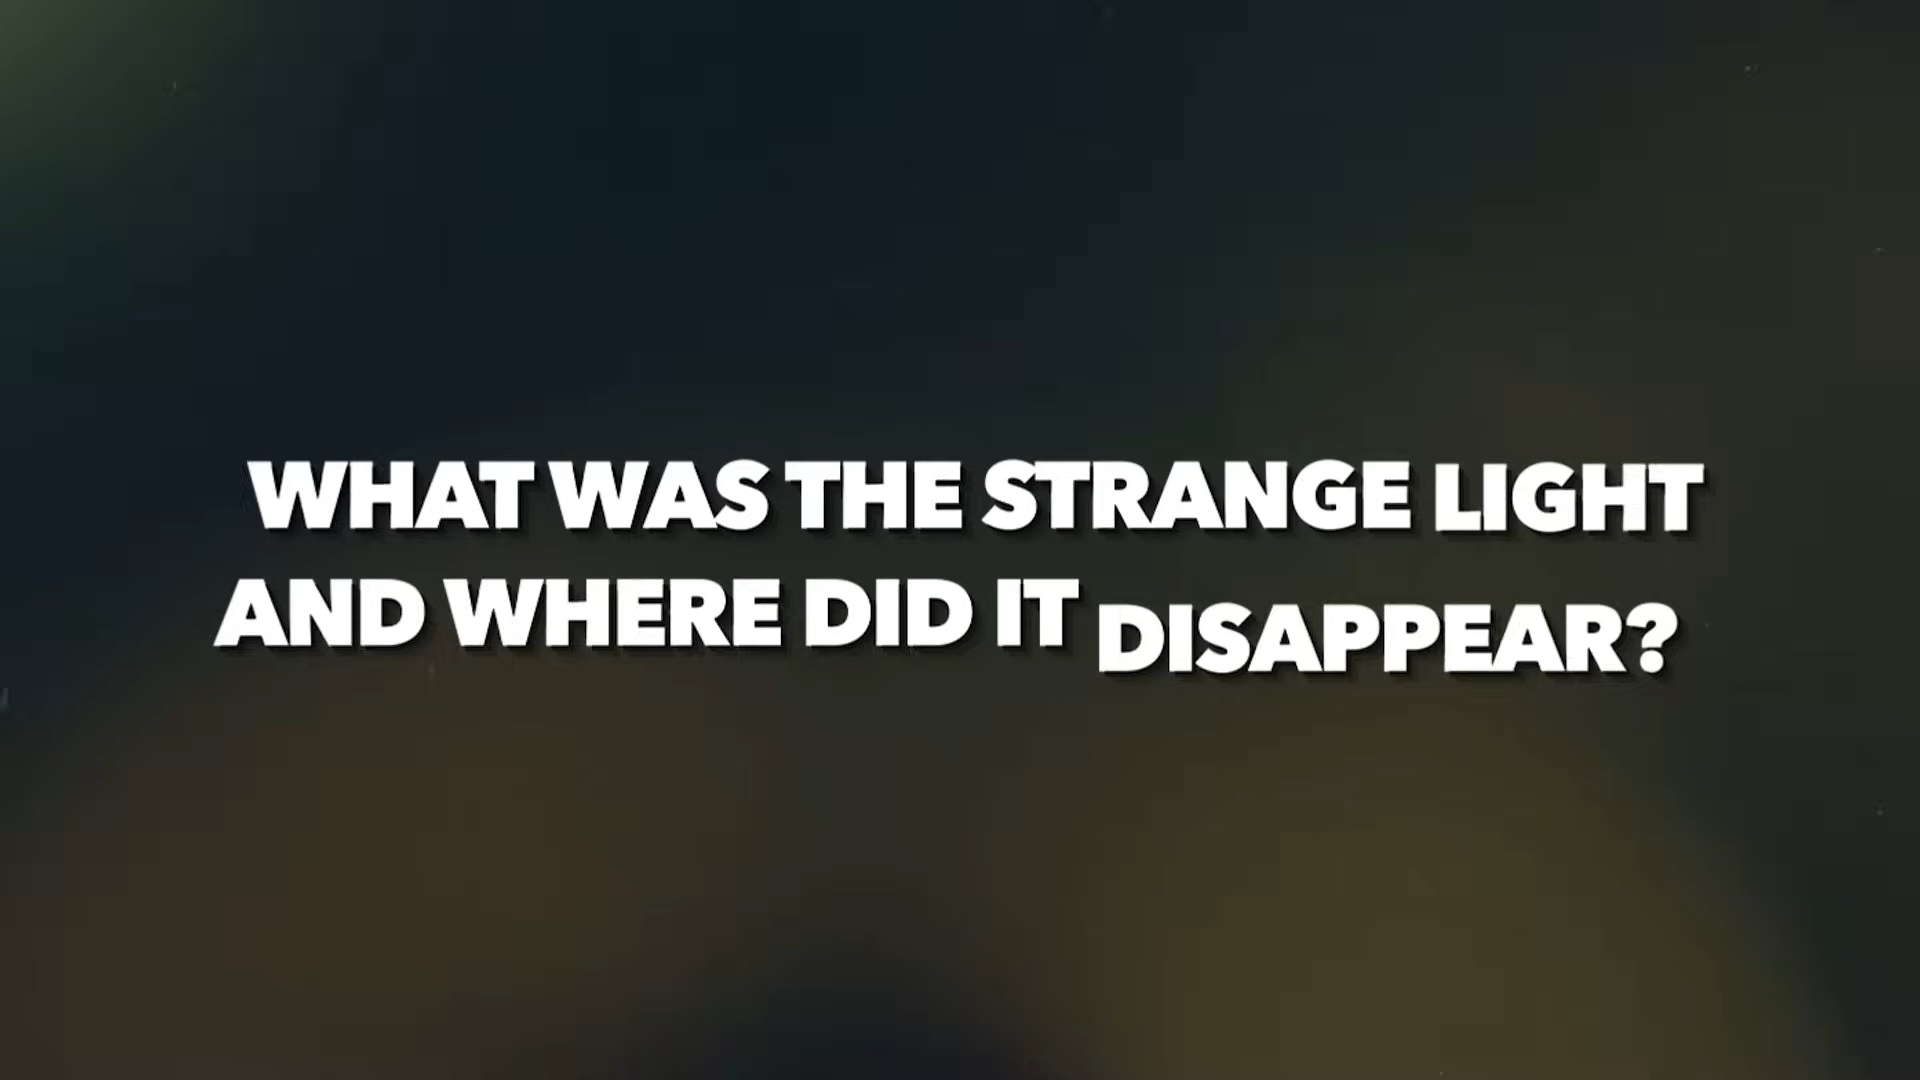 WHAT WAS THE STRANGE LIGHT
AND WHERE DID IT DISAPPEAR?